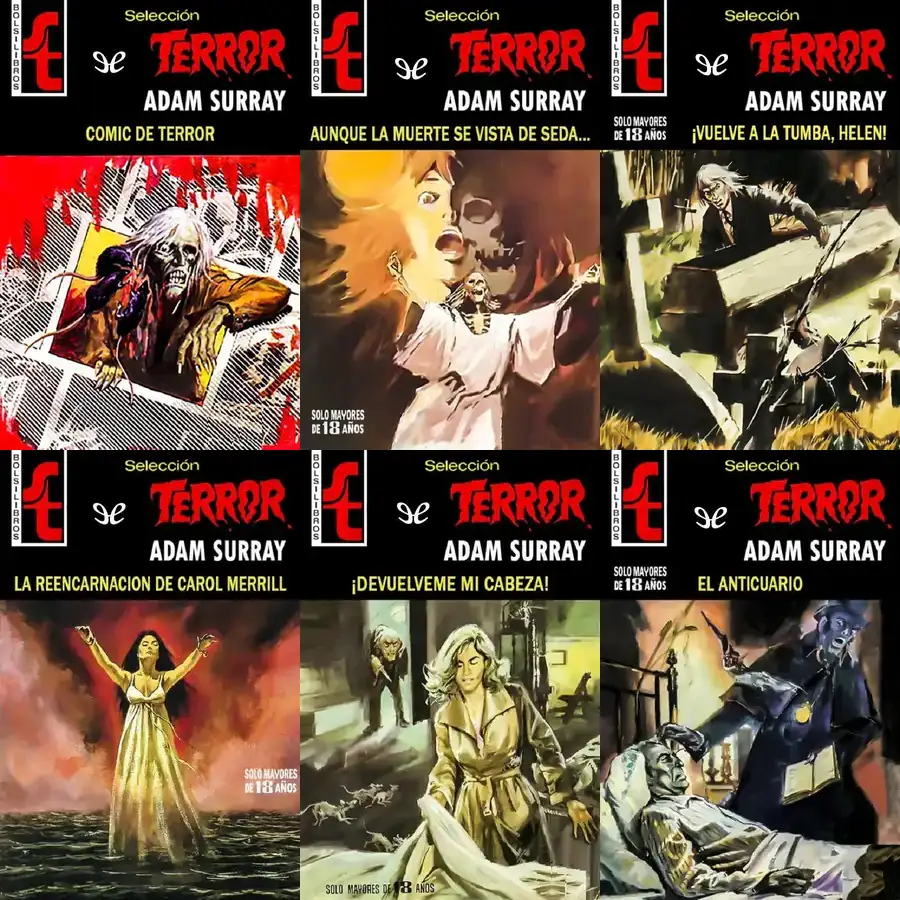 BOLSILIBROS
Selección
TERROR
ADAM SURRAY
COMIC DE TERROR
BOLSILIBROS
Selección
TERROR
ADAM SURRAY
AUNQUE LA MUERTE SE VISTA DE SEDA...
SOLO MAYORES
DE 18 AÑOS
BOLSILIBROS
Selección
TERROR
ADAM SURRAY
SOLO MAYORES
DE 18 AÑOS
¡VUELVE A LA TUMBA, HELEN!
BOLSILIBROS
Selección
TERROR
ADAM SURRAY
LA REENCARNACION DE CAROL MERRILL
SOLO MAYORES
DE 18 AÑOS
BOLSILIBROS
Selección
TERROR
ADAM SURRAY
¡DEVUELVEME MI CABEZA!
SOLO MAYORES DE 18 AÑOS
BOLSILIBROS
Selección
TERROR
ADAM SURRAY
SOLO MAYORES
DE 18 AÑOS
EL ANTICUARIO